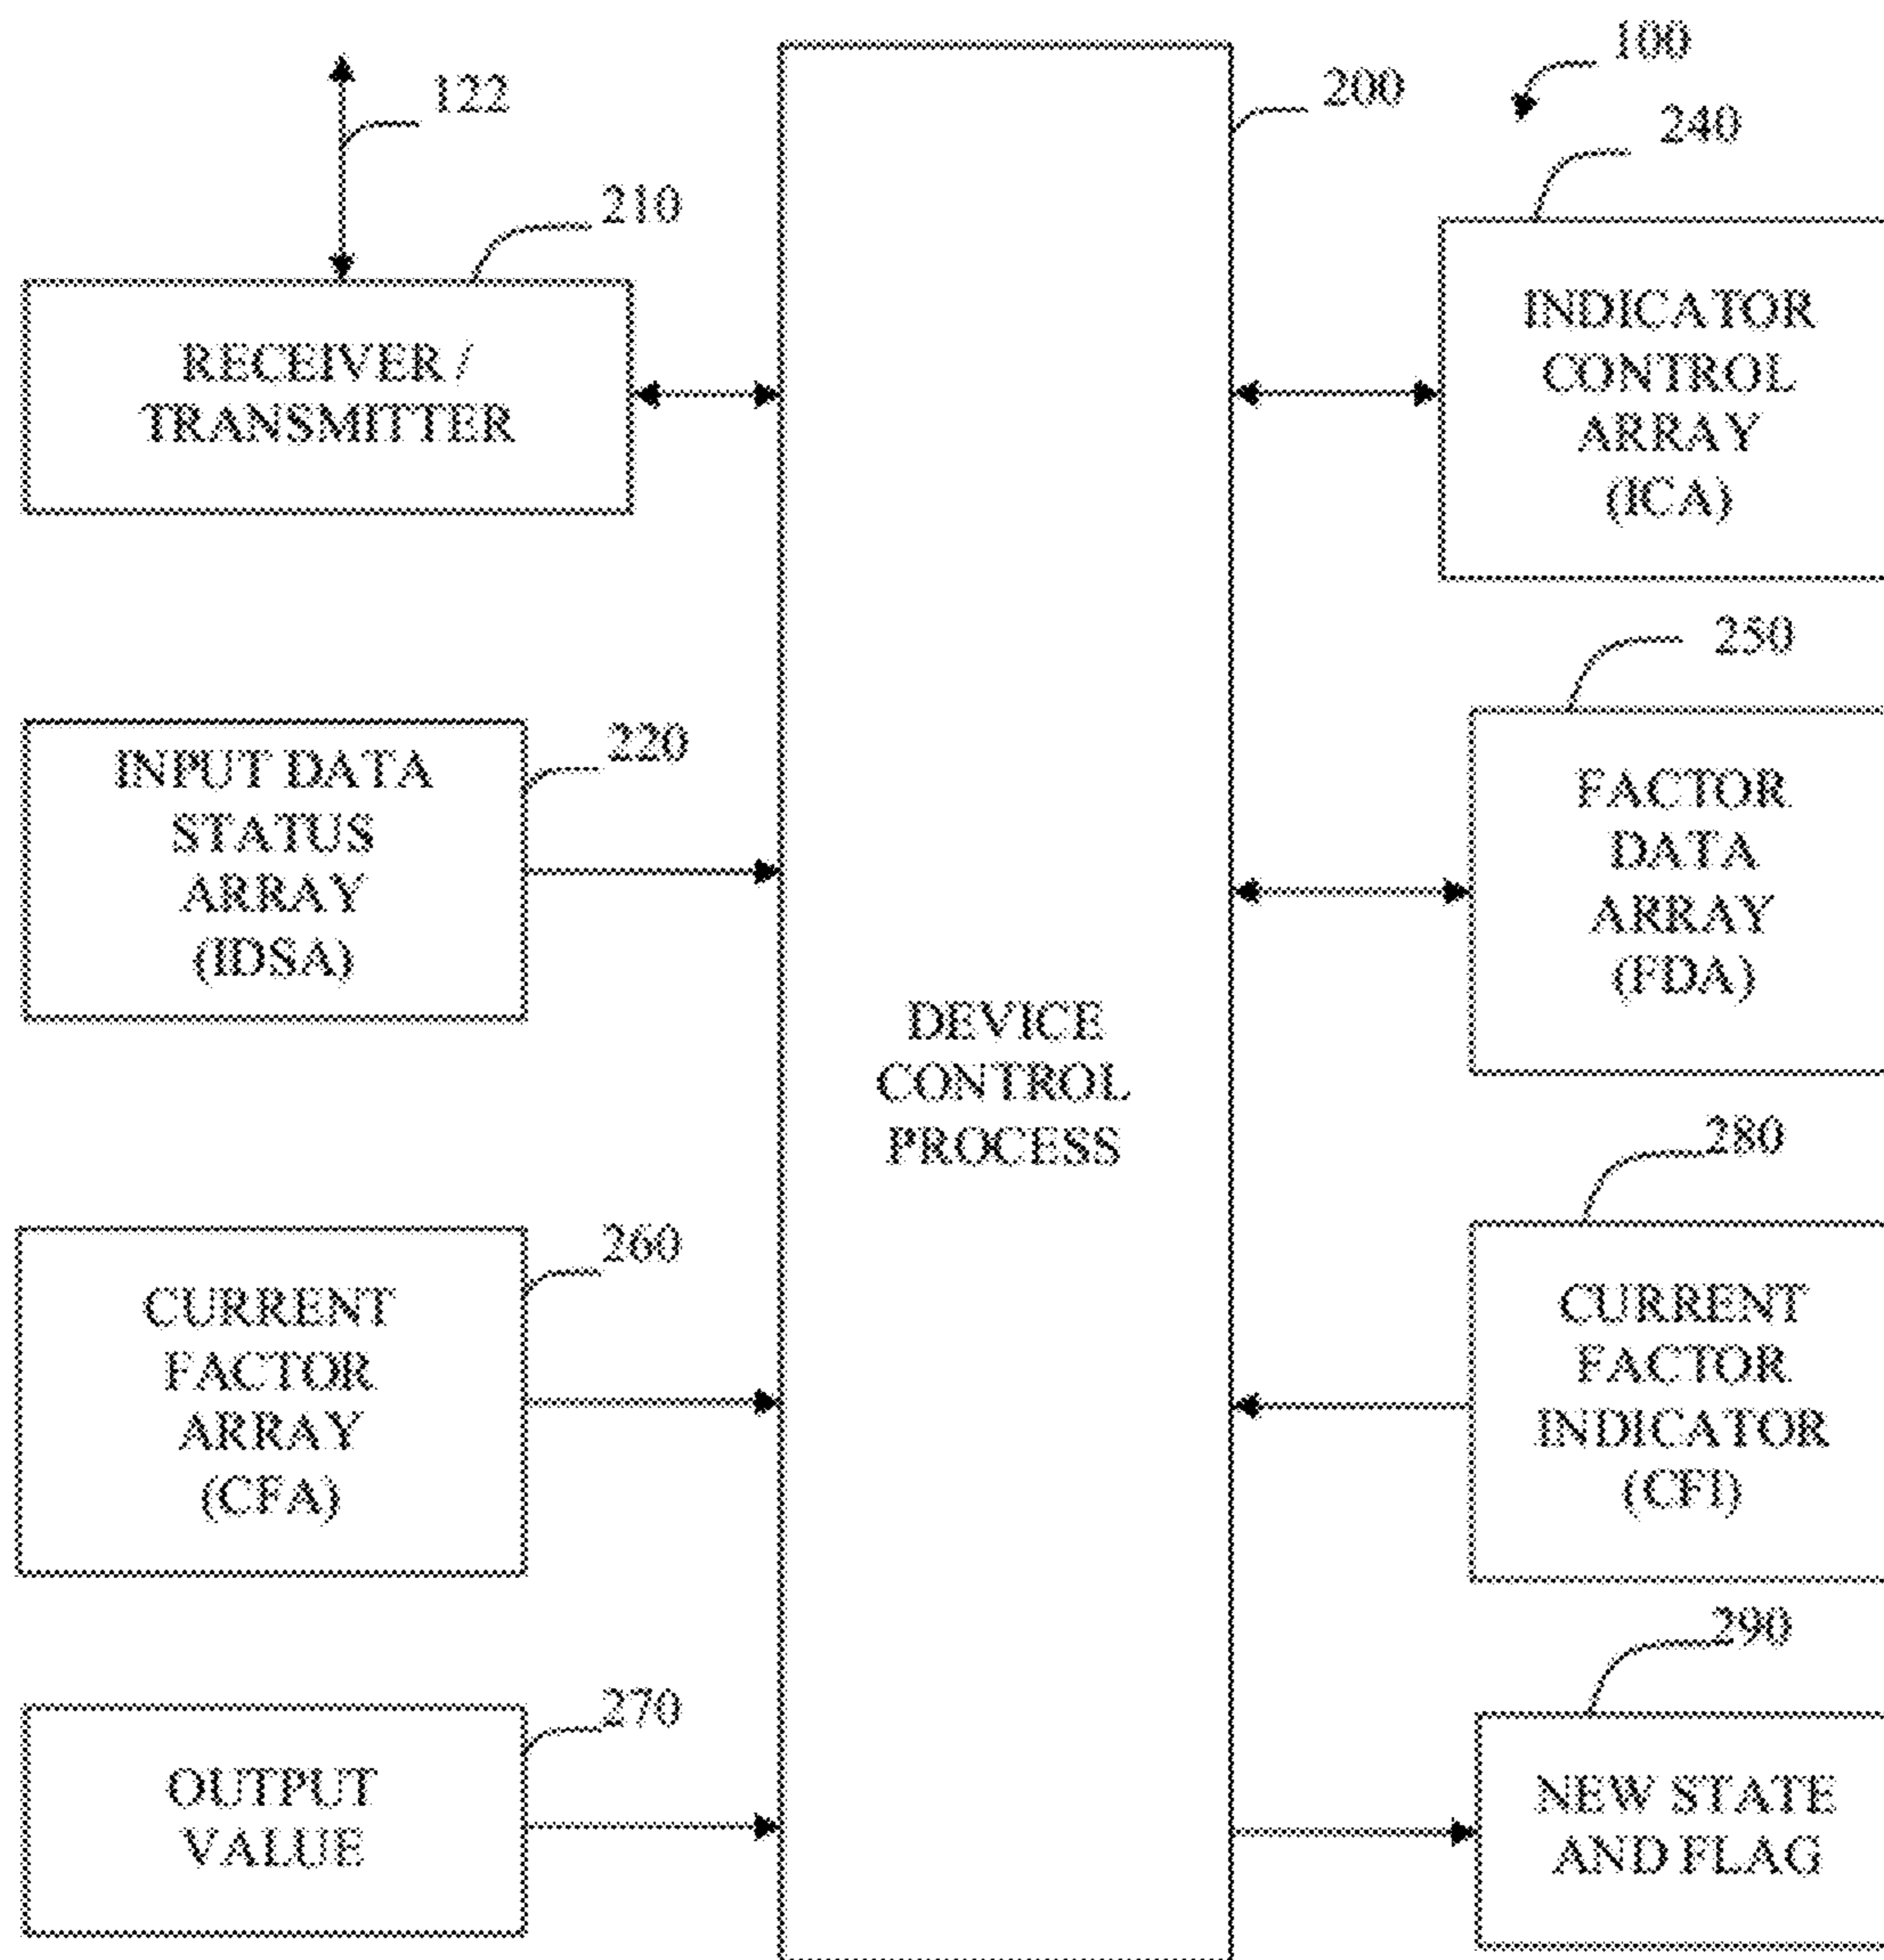 100
122
200
240
210
RECEIVER /
TRANSMITTER
INDICATOR
CONTROL
ARRAY
(ICA)
250
220
INPUT DATA
STATUS
ARRAY
(IDSA)
FACTOR
DATA
ARRAY
(FDA)
DEVICE
CONTROL
PROCESS
280
260
CURRENT
FACTOR
ARRAY
(CFA)
CURRENT
FACTOR
INDICATOR
(CFI)
290
270
OUTPUT
VALUE
NEW STATE
AND FLAG